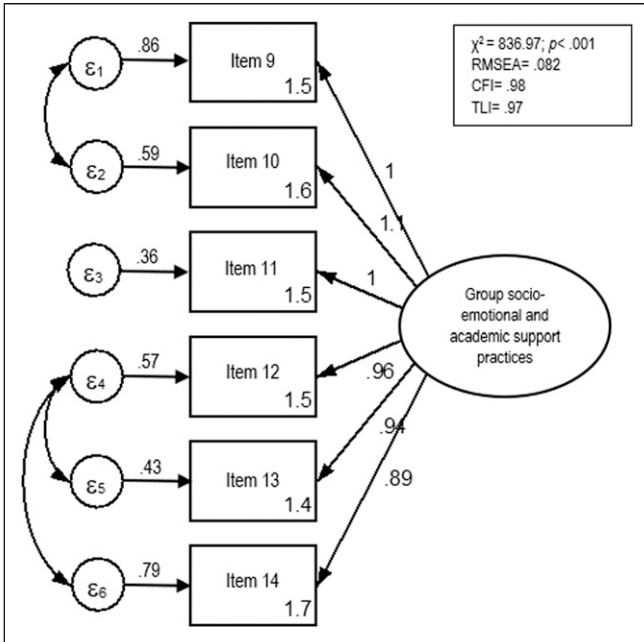 χ² = 836.97; p< .001
RMSEA= .082
CFI= .98
TLI= .97
ε1
.86
Item 9
1.5
ε2
.59
Item 10
1.6
ε3
.36
Item 11
1.5
ε4
.57
Item 12
1.5
ε5
.43
Item 13
1.4
ε6
.79
Item 14
1.7
1
1.1
1
.96
.94
.89
Group socio-
emotional and
academic support
practices